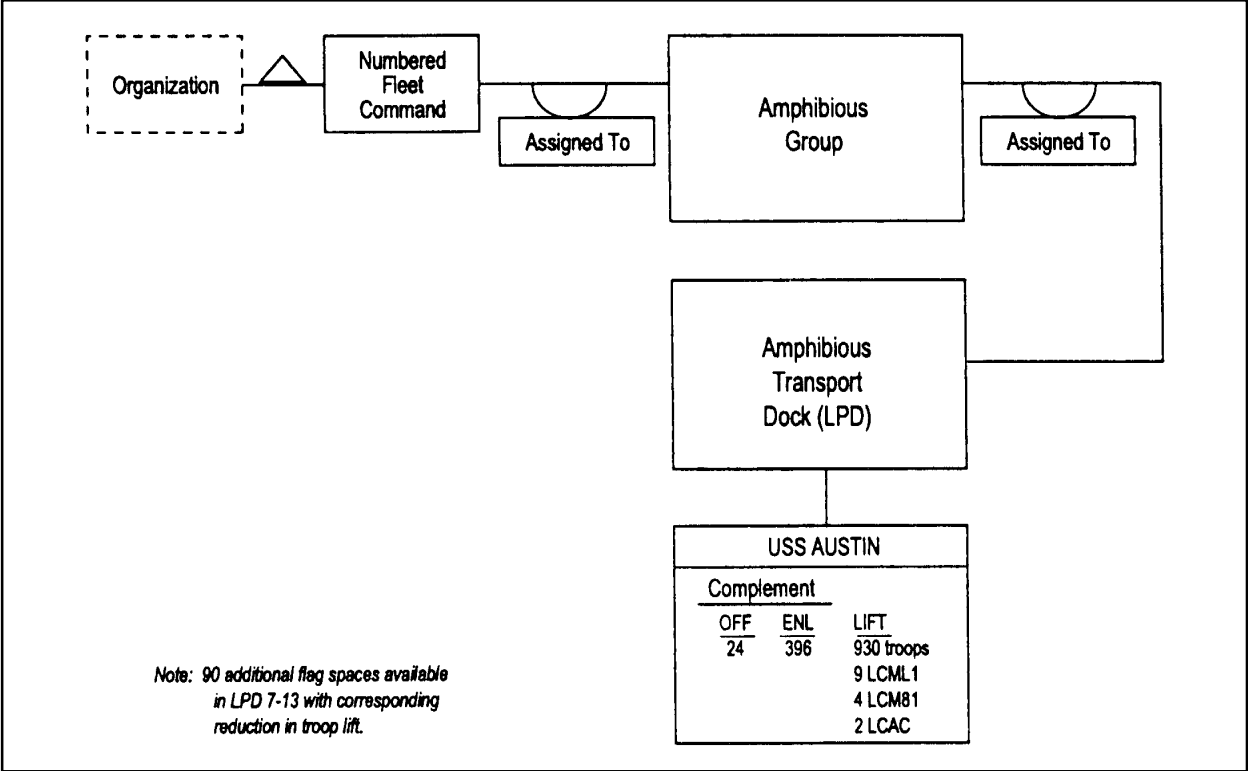 Organization
Numbered
Fleet
Command
Assigned To
Amphibious
Group
Assigned To
Amphibious
Transport
Dock (LPD)
USS AUSTIN
Complement
OFF ENL LIFT
24 396 930 troops
9 LCML1
4 LCM81
2 LCAC
Note: 90 additional flag spaces available
in LPD 7-13 with corresponding
reduction in troop lift.